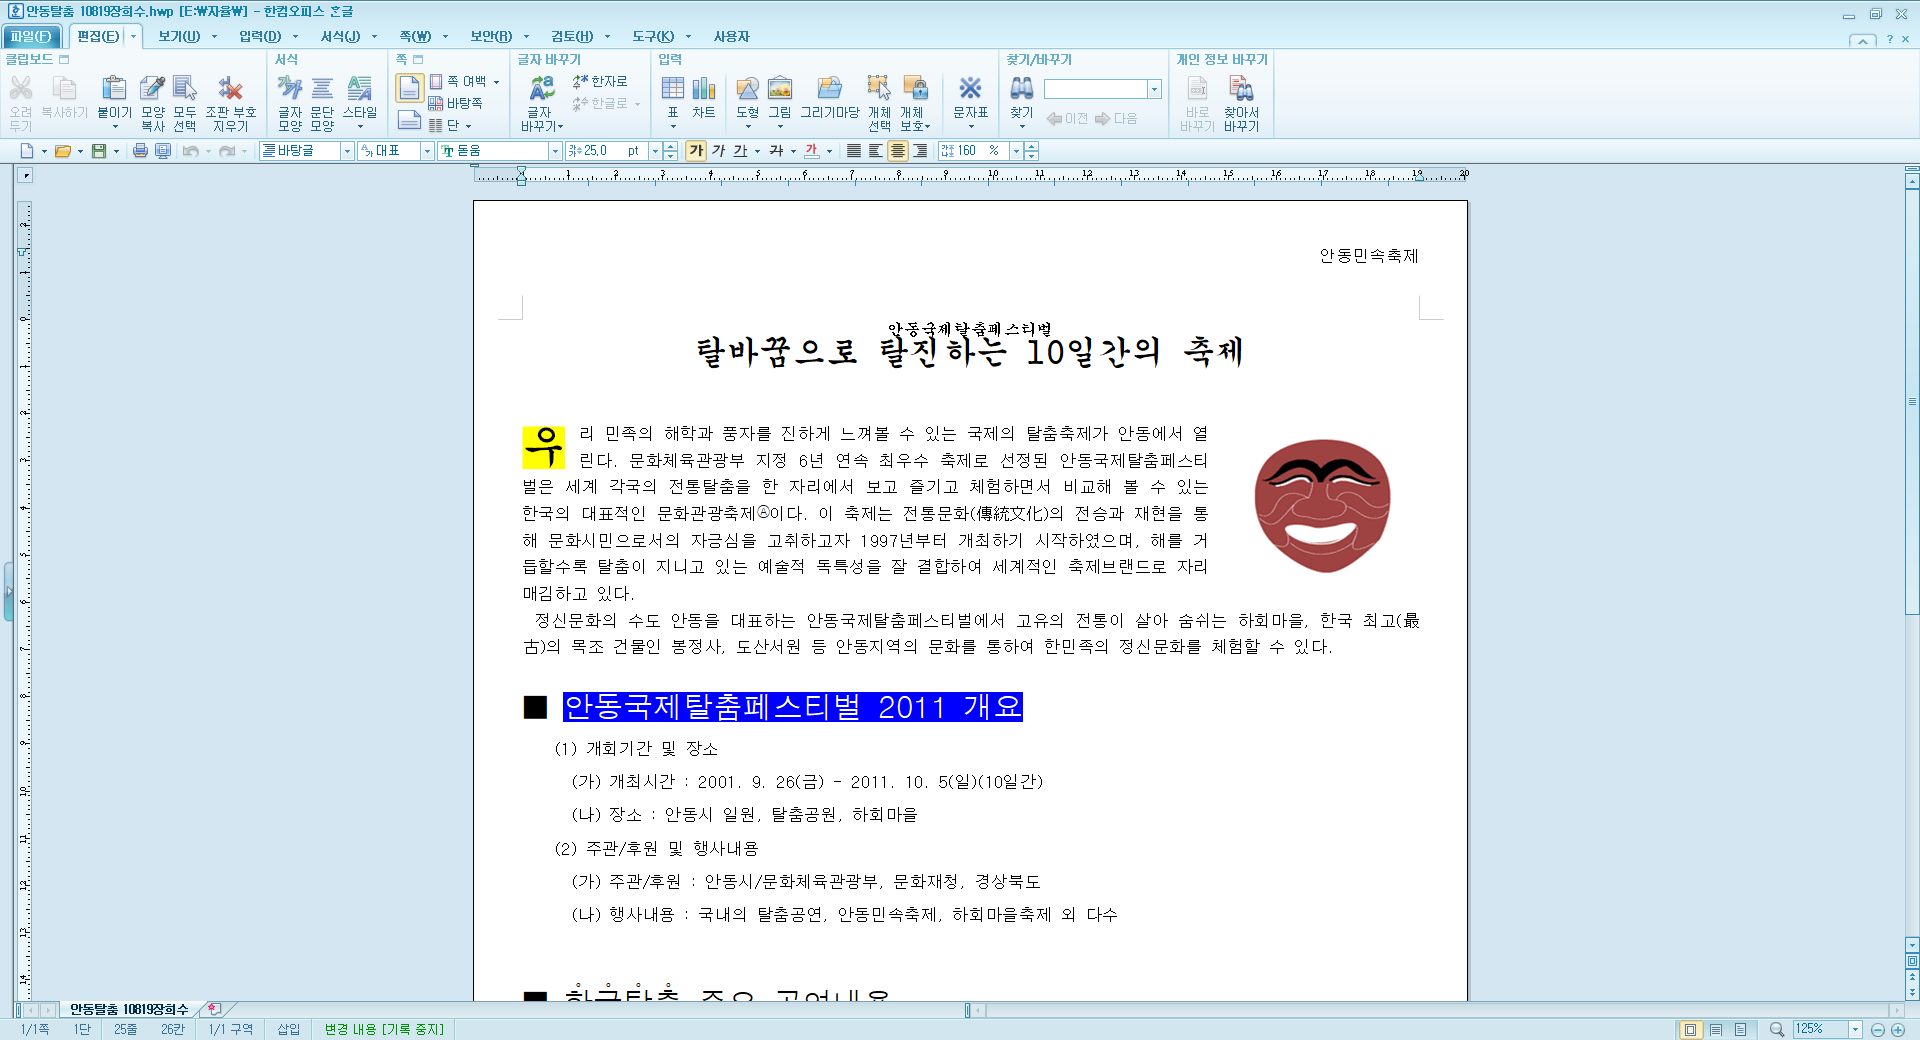 안동탈춤 10819장희수.hwp [E:₩자율₩] - 한컴오피스 한글
파일(F) 편집(E) 보기(U) 입력(D) 서식(J) 쪽(W) 보안(R) 검토(H) 도구(K) 사용자
클립보드 서식 쪽 글자 바꾸기 입력 찾기/바꾸기 개인 정보 바꾸기
오려 두기 복사하기 붙이기 모양 복사 모두 선택 조판 부호 지우기 글자 모양 문단 모양 스타일 쪽 여백 바탕쪽 단 글자 바꾸기 한자로 한글로 표 차트 도형 그림 그리기마당 개체 선택 개체 보호 문자표 찾기 이전 다음 바로 바꾸기 찾아서 바꾸기
바탕글 대표 돋움 25.0 pt 가 가 가 가 가 160 %
1 2 3 4 5 6 7 8 9 10 11 12 13 14 15 16 17 18 19 20
안동민속축제
안동국제탈춤페스티벌
탈바꿈으로 탈진하는 10일간의 축제
우리 민족의 해학과 풍자를 진하게 느껴볼 수 있는 국제의 탈춤축제가 안동에서 열
린다. 문화체육관광부 지정 6년 연속 최우수 축제로 선정된 안동국제탈춤페스티
벌은 세계 각국의 전통탈춤을 한 자리에서 보고 즐기고 체험하면서 비교해 볼 수 있는
한국의 대표적인 문화관광축제Ⓐ이다. 이 축제는 전통문화(傳統文化)의 전승과 재현을 통
해 문화시민으로서의 자긍심을 고취하고자 1997년부터 개최하기 시작하였으며, 해를 거
듭할수록 탈춤이 지니고 있는 예술적 독특성을 잘 결합하여 세계적인 축제브랜드로 자리
매김하고 있다.
정신문화의 수도 안동을 대표하는 안동국제탈춤페스티벌에서 고유의 전통이 살아 숨쉬는 하회마을, 한국 최고(最
古)의 목조 건물인 봉정사, 도산서원 등 안동지역의 문화를 통하여 한민족의 정신문화를 체험할 수 있다.
■ 안동국제탈춤페스티벌 2011 개요
(1) 개회기간 및 장소
(가) 개최시간 : 2001. 9. 26(금) - 2011. 10. 5(일)(10일간)
(나) 장소 : 안동시 일원, 탈춤공원, 하회마을
(2) 주관/후원 및 행사내용
(가) 주관/후원 : 안동시/문화체육관광부, 문화재청, 경상북도
(나) 행사내용 : 국내의 탈춤공연, 안동민속축제, 하회마을축제 외 다수
■ 한국탈춤 주요 공연내용
안동탈춤 10819장희수
1/1쪽 1단 25줄 26칸 1/1 구역 삽입 변경 내용 [기록 중지] 125%